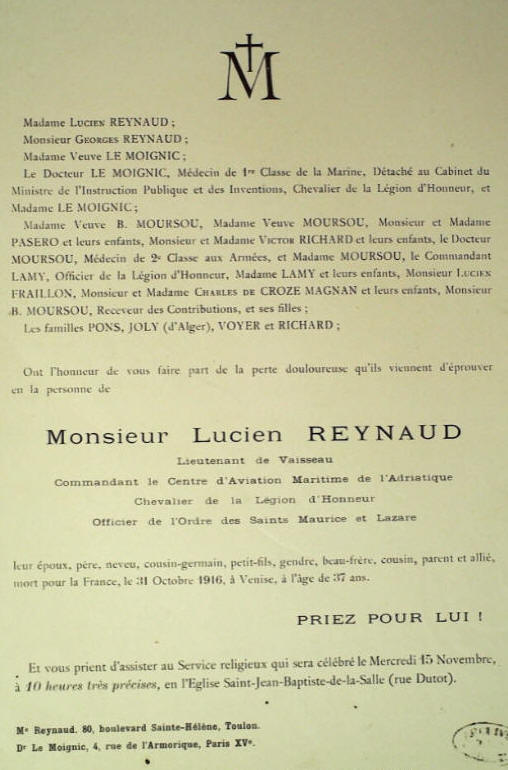 M
Madame LUCIEN REYNAUD ;
Monsieur GEORGES REYNAUD ;
Madame Veuve LE MOIGNIC ;
Le Docteur LE MOIGNIC, Médecin de 1re Classe de la Marine, Détaché au Cabinet du
Ministre de l'Instruction Publique et des Inventions, Chevalier de la Légion d'Honneur, et
Madame LE MOIGNIC ;
Madame Veuve B. MOURSOU, Madame Veuve MOURSOU, Monsieur et Madame
PASERO et leurs enfants, Monsieur et Madame VICTOR RICHARD et leurs enfants, le Docteur
MOURSOU, Médecin de 2e Classe aux Armées, et Madame MOURSOU, le Commandant
LAMY, Officier de la Légion d'Honneur, Madame LAMY et leurs enfants, Monsieur LUCIEN
FRAILLON, Monsieur et Madame CHARLES DE CROZE MAGNAN et leurs enfants, Monsieur
B. MOURSOU, Receveur des Contributions, et ses filles ;
Les familles PONS, JOLY (d'Alger), VOYER et RICHARD ;
Ont l'honneur de vous faire part de la perte douloureuse qu'ils viennent d'éprouver
en la personne de
Monsieur Lucien REYNAUD
Lieutenant de Vaisseau
Commandant le Centre d'Aviation Maritime de l'Adriatique
Chevalier de la Légion d'Honneur
Officier de l'Ordre des Saints Maurice et Lazare
leur époux, père, neveu, cousin-germain, petit-fils, gendre, beau-frère, cousin, parent et allié,
mort pour la France, le 31 Octobre 1916, à Venise, à l'âge de 37 ans.
PRIEZ POUR LUI !
Et vous prient d'assister au Service religieux qui sera célébré le Mercredi 15 Novembre,
à 10 heures très précises, en l'Eglise Saint-Jean-Baptiste-de-la-Salle (rue Dutot).
Me Reynaud. 80, boulevard Sainte-Hélène, Toulon.
Dr Le Moignic, 4, rue de l'Armorique, Paris XVe.